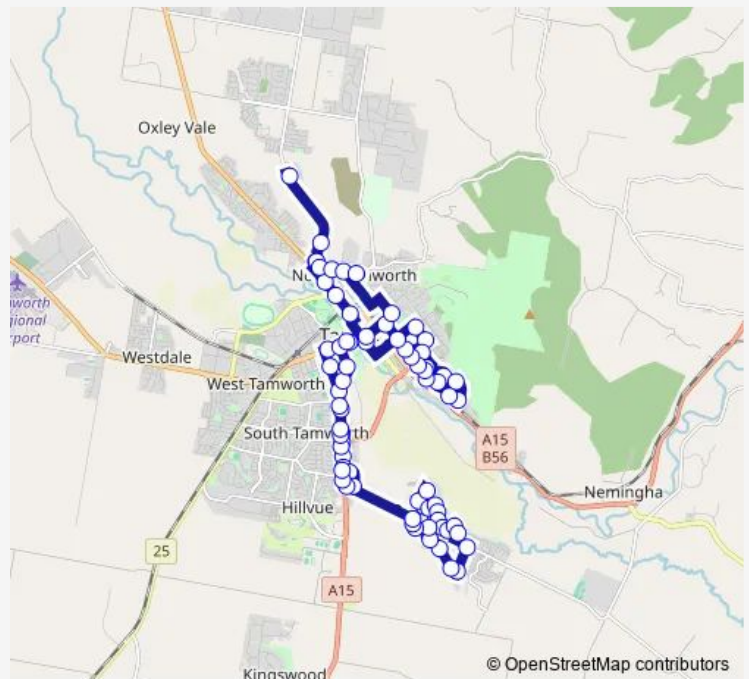 Oxley Vale
Westdale
West Tamworth
South Tamworth
A15
B56
Nemingha
Hillvue
25
A15
Kingswood
© OpenStreetMap contributors